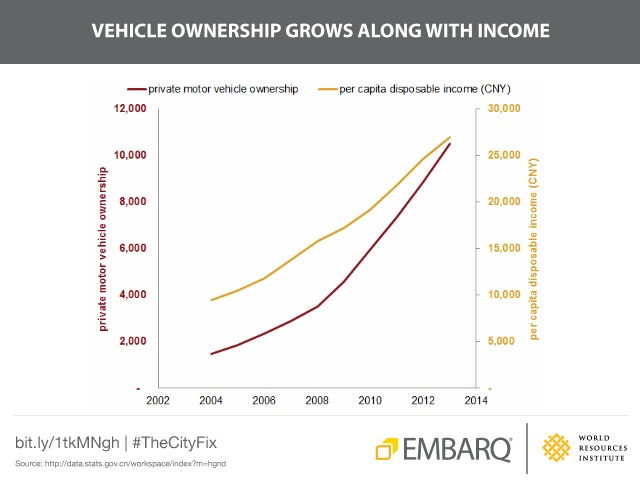 VEHICLE OWNERSHIP GROWS ALONG WITH INCOME
private motor vehicle ownership
per capita disposable income (CNY)
12,000
10,000
8,000
6,000
4,000
2,000
-
private motor vehicle ownership
30,000
25,000
20,000
15,000
10,000
5,000
-
per capita disposable income (CNY)
2002
2004
2006
2008
2010
2012
2014
bit.ly/1tkMNgh | #TheCityFix
Source: http://data.stats.gov.cn/workspace/index?m=hgnd
EMBARQ®
WORLD
RESOURCES
INSTITUTE